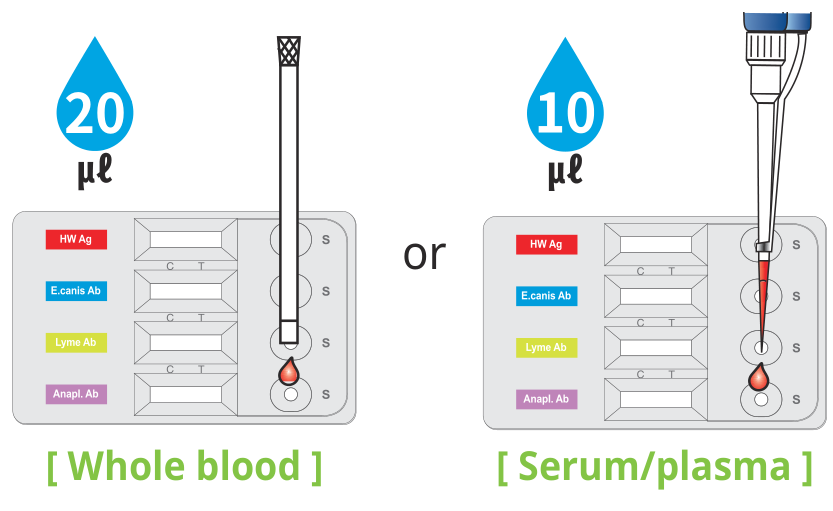 20
µℓ
HW Ag
S
C T
E.canis Ab
S
C T
Lyme Ab
S
C T
Anapl. Ab
S
[ Whole blood ]
or
10
µℓ
HW Ag
S
C T
E.canis Ab
S
C T
Lyme Ab
S
C T
Anapl. Ab
S
[ Serum/plasma ]